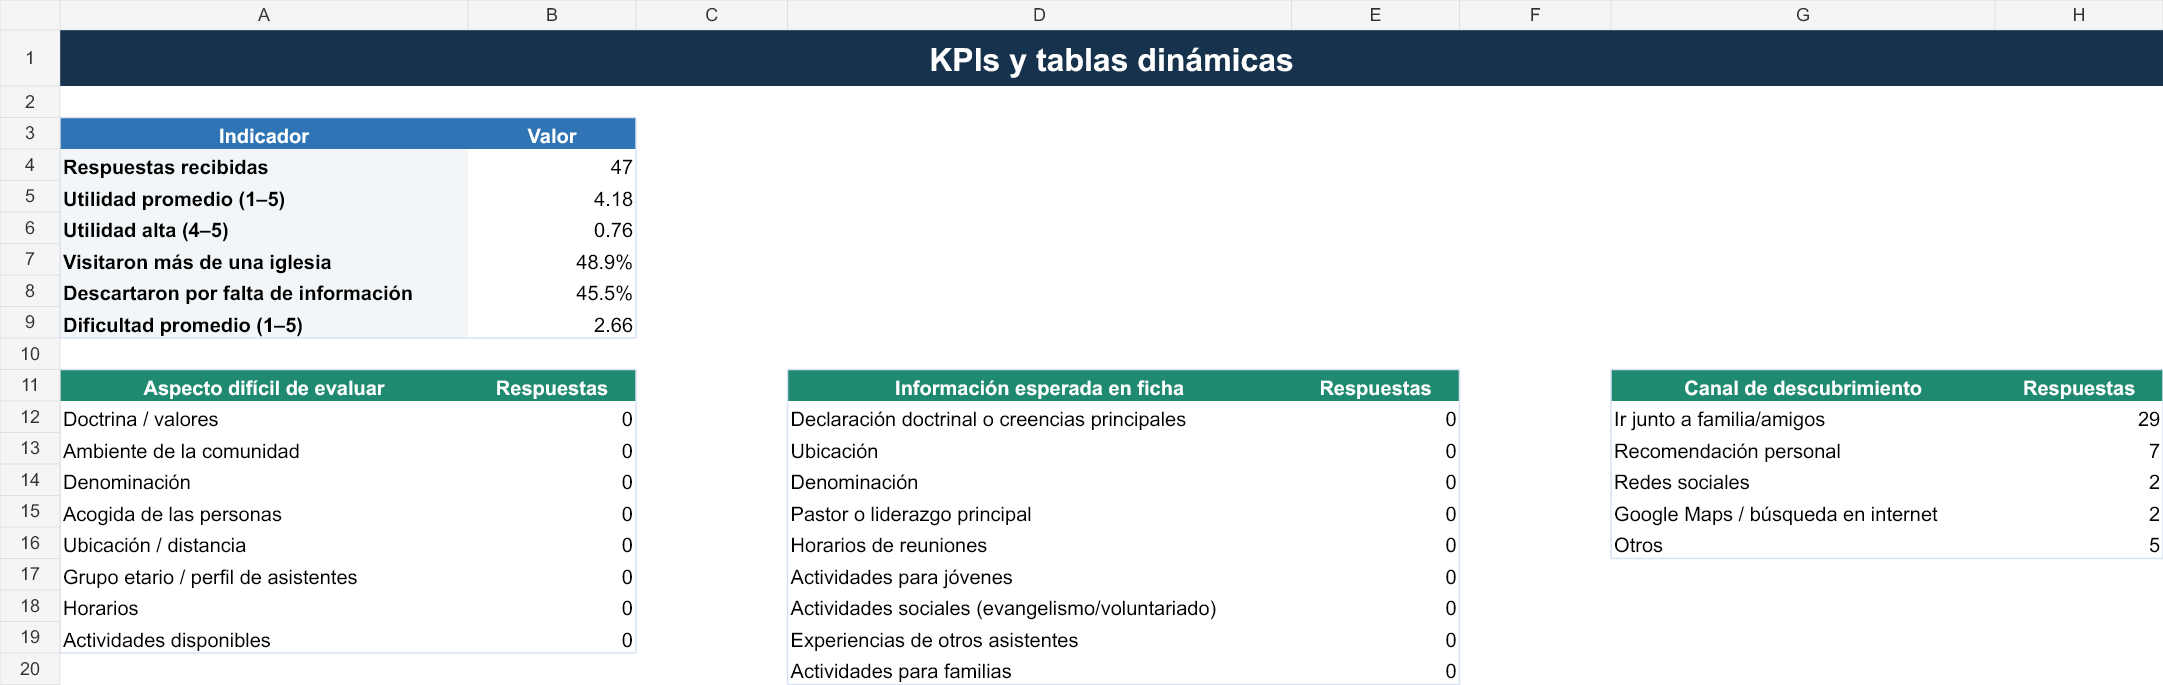 A B C D E F G H
1 KPIs y tablas dinámicas
2
3 Indicador Valor
4 Respuestas recibidas 47
5 Utilidad promedio (1–5) 4.18
6 Utilidad alta (4–5) 0.76
7 Visitaron más de una iglesia 48.9%
8 Descartaron por falta de información 45.5%
9 Dificultad promedio (1–5) 2.66
10
11 Aspecto difícil de evaluar Respuestas Información esperada en ficha Respuestas Canal de descubrimiento Respuestas
12 Doctrina / valores 0 Declaración doctrinal o creencias principales 0 Ir junto a familia/amigos 29
13 Ambiente de la comunidad 0 Ubicación 0 Recomendación personal 7
14 Denominación 0 Denominación 0 Redes sociales 2
15 Acogida de las personas 0 Pastor o liderazgo principal 0 Google Maps / búsqueda en internet 2
16 Ubicación / distancia 0 Horarios de reuniones 0 Otros 5
17 Grupo etario / perfil de asistentes 0 Actividades para jóvenes 0
18 Horarios 0 Actividades sociales (evangelismo/voluntariado) 0
19 Actividades disponibles 0 Experiencias de otros asistentes 0
20 Actividades para familias 0